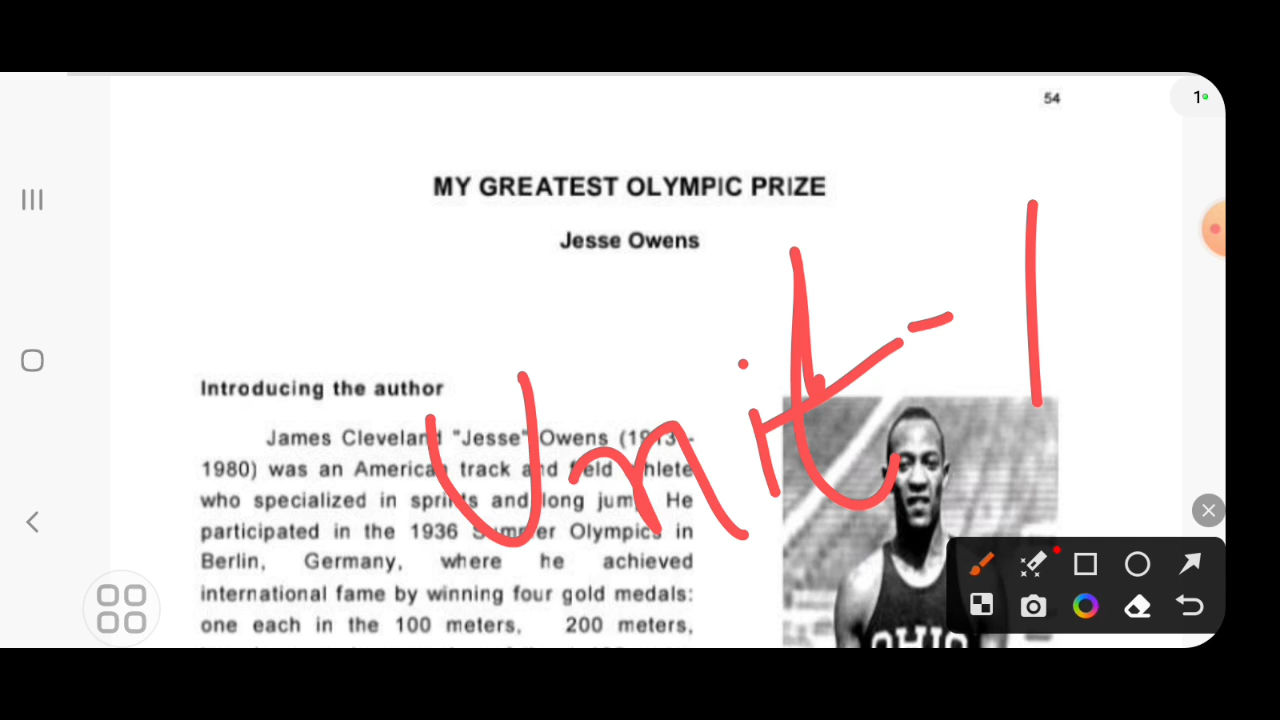 1
54
MY GREATEST OLYMPIC PRIZE
Jesse Owens
Unit-1
Introducing the author
James Cleveland "Jesse" Owens (1913-
1980) was an American track and field athlete
who specialized in sprints and long jump. He
participated in the 1936 Summer Olympics in
Berlin, Germany, where he achieved
international fame by winning four gold medals:
one each in the 100 meters, 200 meters,
OHIO